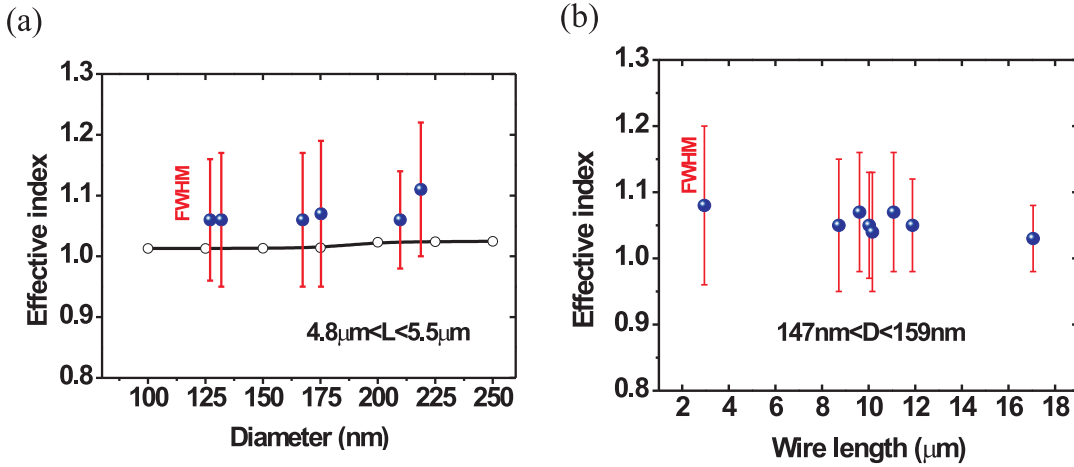 (a)
1.3
1.2
1.1
1.0
0.9
0.8
Effective index
FWHM
4.8μm<L<5.5μm
100 125 150 175 200 225 250
Diameter (nm)
(b)
1.3
1.2
1.1
1.0
0.9
0.8
Effective index
FWHM
147nm<D<159nm
2 4 6 8 10 12 14 16 18
Wire length (μm)